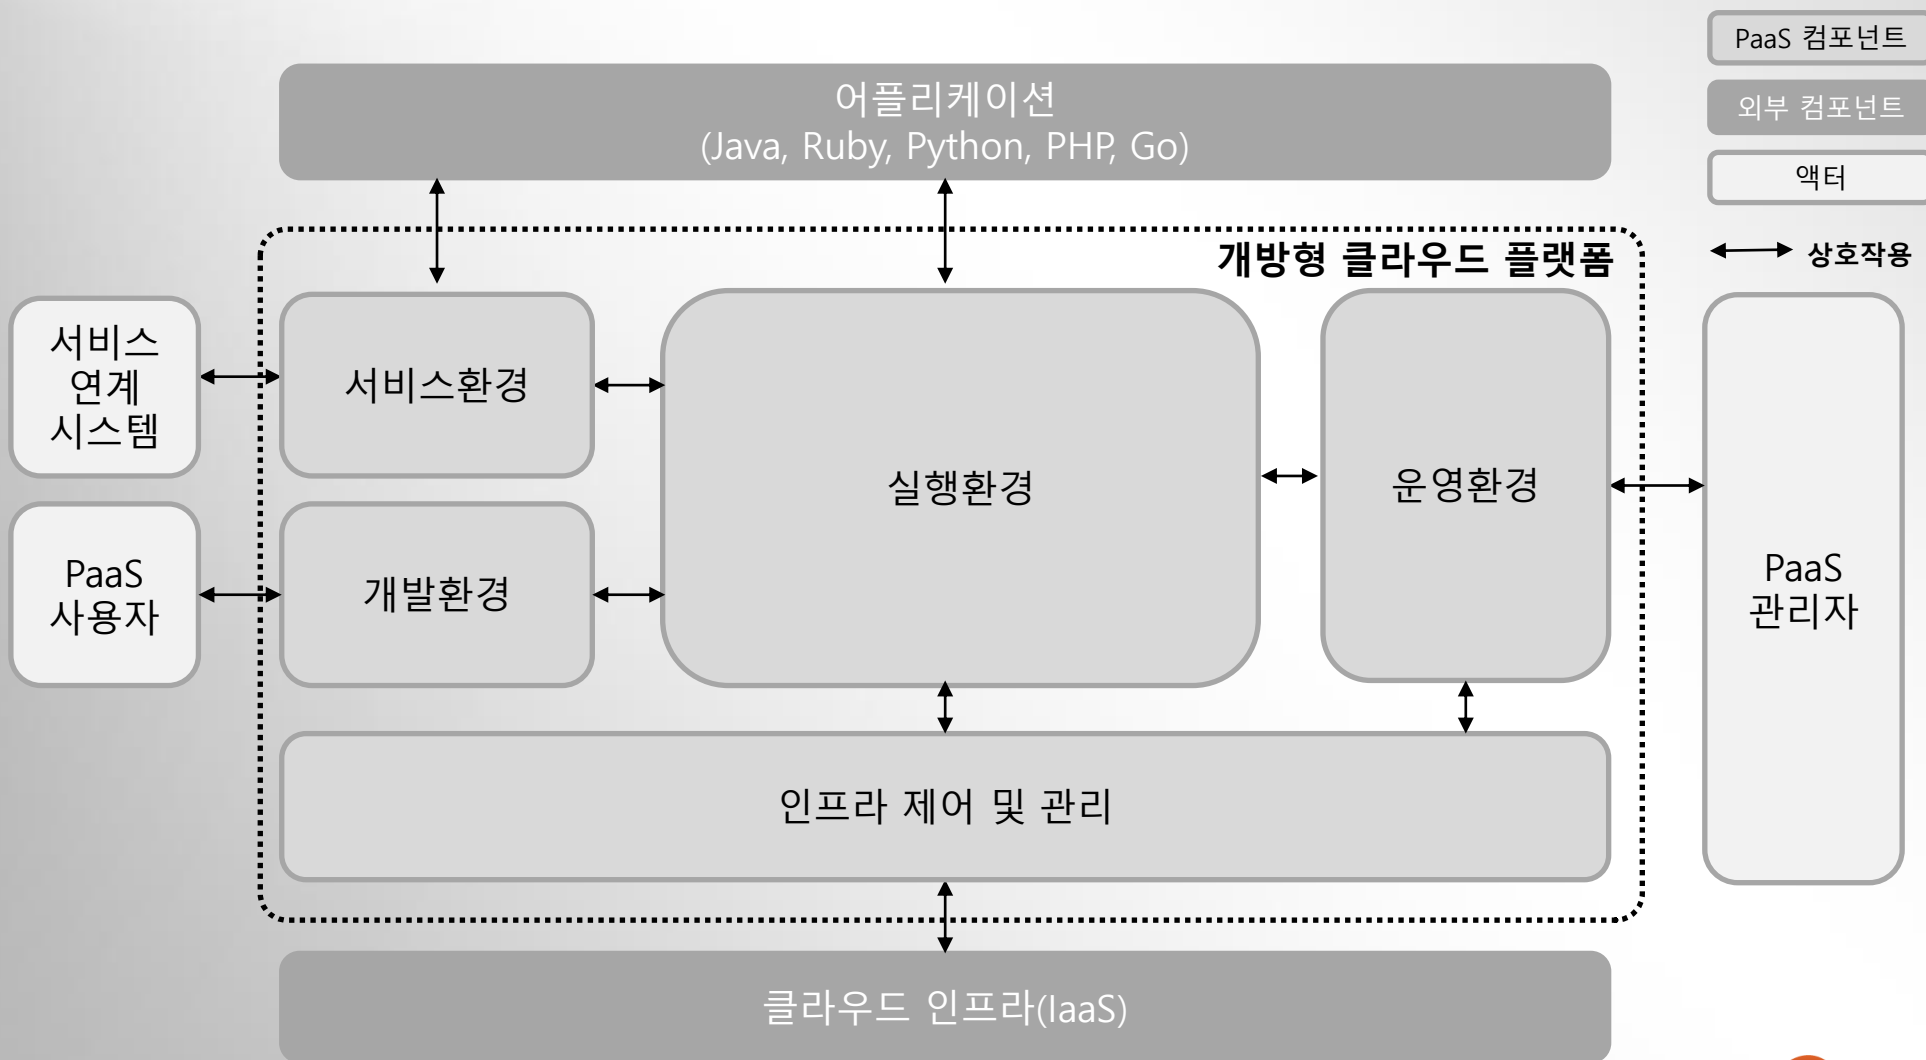 PaaS 컴포넌트
어플리케이션
(Java, Ruby, Python, PHP, Go)
외부 컴포넌트
액터
개방형 클라우드 플랫폼
상호작용
서비스
연계
시스템
서비스환경
실행환경
운영환경
PaaS
사용자
개발환경
PaaS
관리자
인프라 제어 및 관리
클라우드 인프라(IaaS)